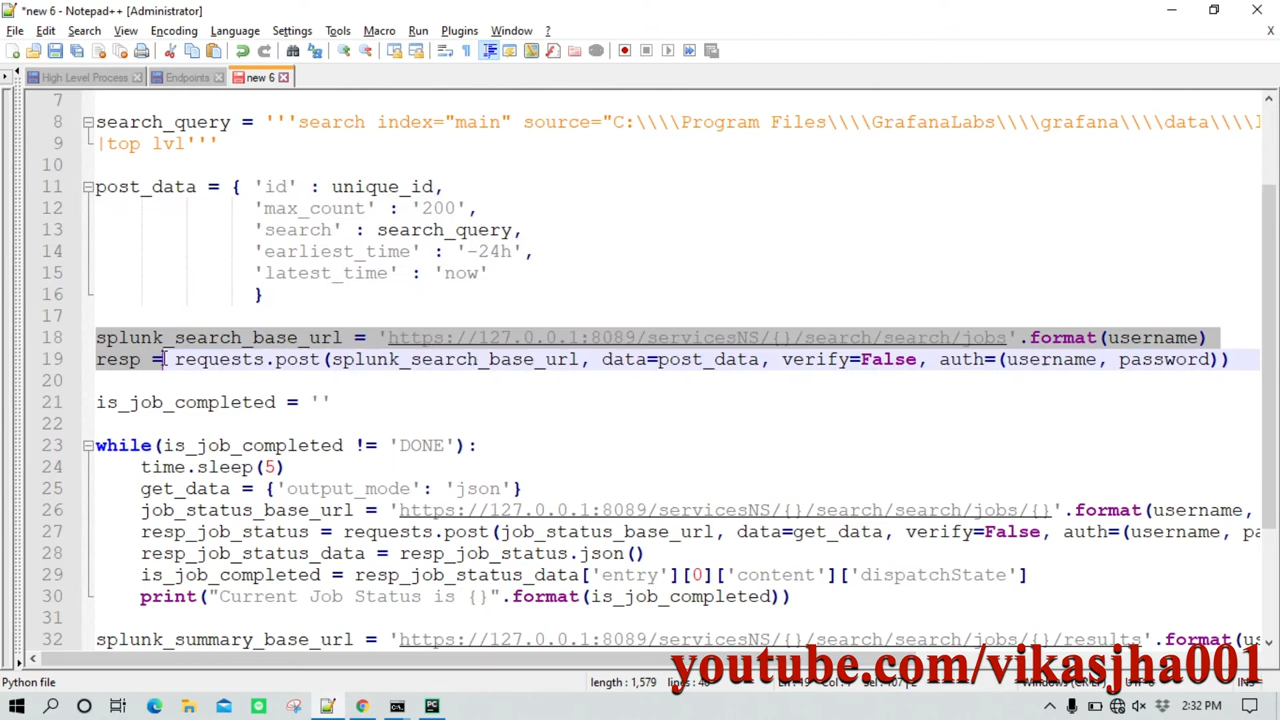 *new 6 - Notepad++ [Administrator]
File Edit Search View Encoding Language Settings Tools Macro Run Plugins Window ?
High Level Process Endpoints new 6
7
8 search_query = '''search index="main" source="C:\\\\Program Files\\\\GrafanaLabs\\\\grafana\\\\data\\\\l
9 |top lvl'''
10
11 post_data = { 'id' : unique_id,
12 'max_count' : '200',
13 'search' : search_query,
14 'earliest_time' : '-24h',
15 'latest_time' : 'now'
16 }
17
18 splunk_search_base_url = 'https://127.0.0.1:8089/servicesNS/{}/search/search/jobs'.format(username)
19 resp = requests.post(splunk_search_base_url, data=post_data, verify=False, auth=(username, password))
20
21 is_job_completed = ''
22
23 while(is_job_completed != 'DONE'):
24 time.sleep(5)
25 get_data = {'output_mode': 'json'}
26 job_status_base_url = 'https://127.0.0.1:8089/servicesNS/{}/search/search/jobs/{}'.format(username,
27 resp_job_status = requests.post(job_status_base_url, data=get_data, verify=False, auth=(username, pa
28 resp_job_status_data = resp_job_status.json()
29 is_job_completed = resp_job_status_data['entry'][0]['content']['dispatchState']
30 print("Current Job Status is {}".format(is_job_completed))
31
32 splunk_summary_base_url = 'https://127.0.0.1:8089/servicesNS/{}/search/search/jobs/{}/results'.format(us
youtube.com/vikasjha001
Python file length : 1,579
2:32 PM